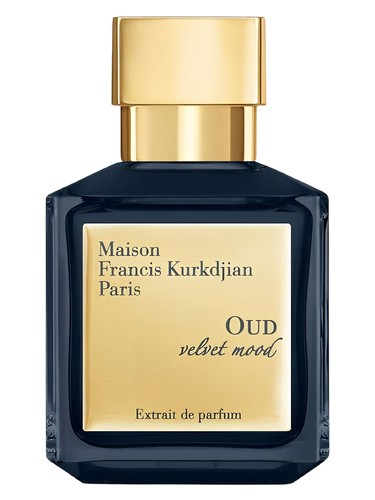 Maison
Francis Kurkdjian
Paris
OUD
velvet mood
Extrait de parfum